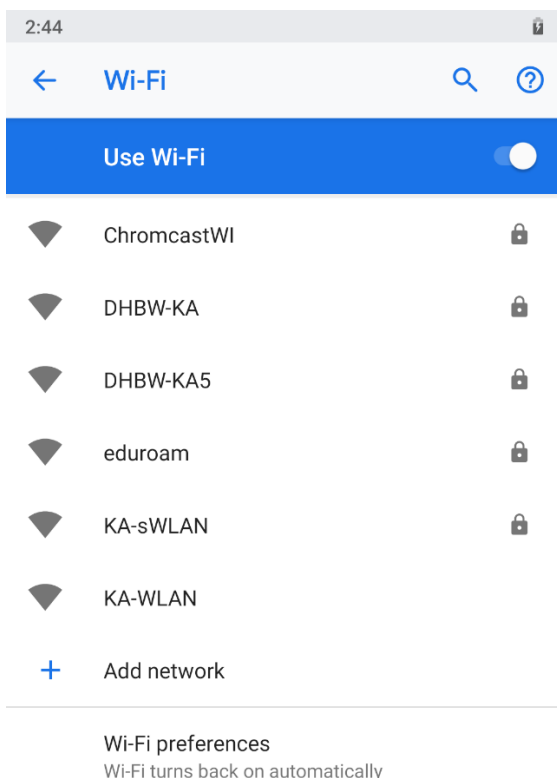 2:44
Wi-Fi
Use Wi-Fi
ChromcastWI
DHBW-KA
DHBW-KA5
eduroam
KA-sWLAN
KA-WLAN
Add network
Wi-Fi preferences
Wi-Fi turns back on automatically